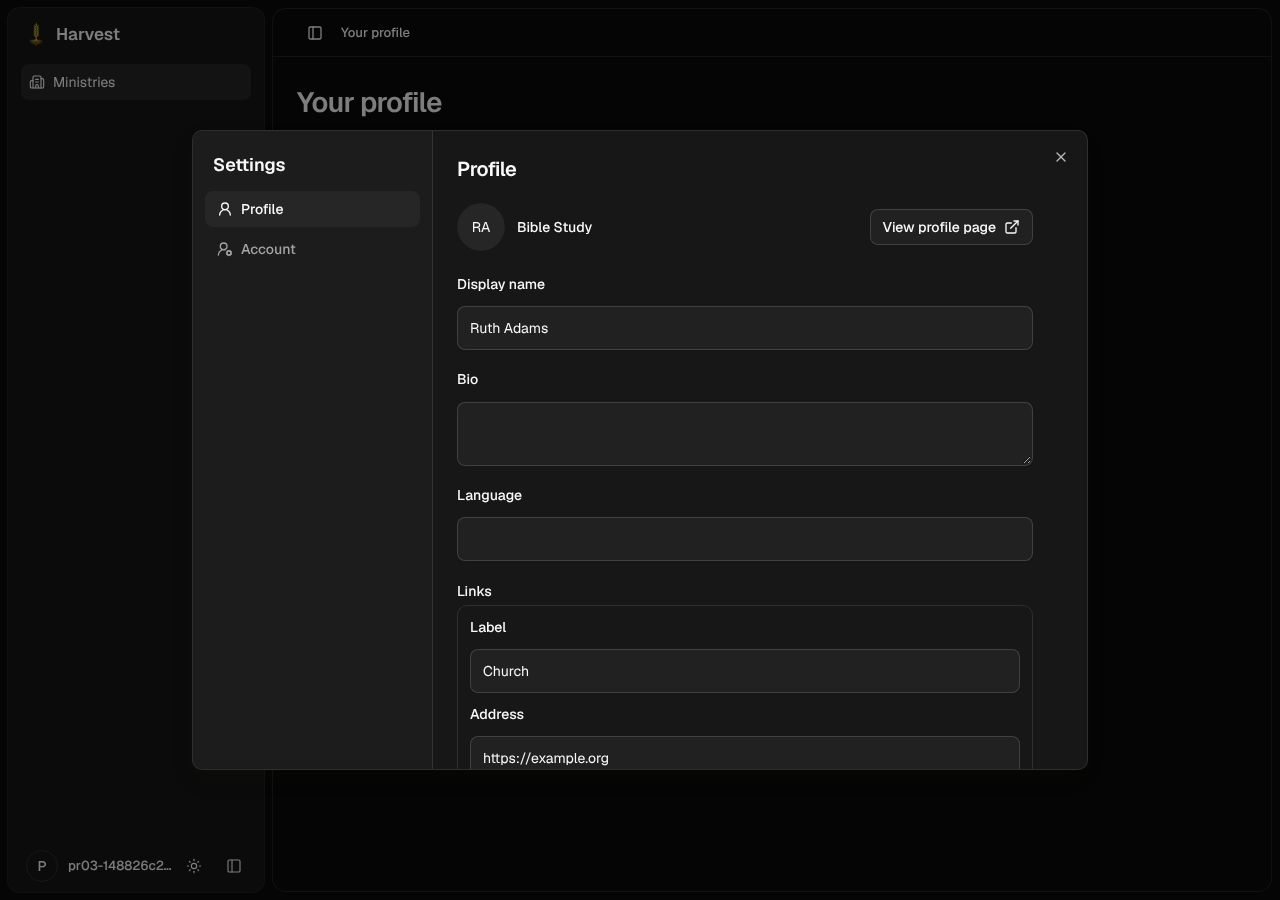 Harvest
Ministries
Your profile
Your profile
Settings
Profile
Account
Profile
RA
Bible Study
View profile page
Display name
Ruth Adams
Bio
Language
Links
Label
Church
Address
https://example.org
P
pr03-148826c2...